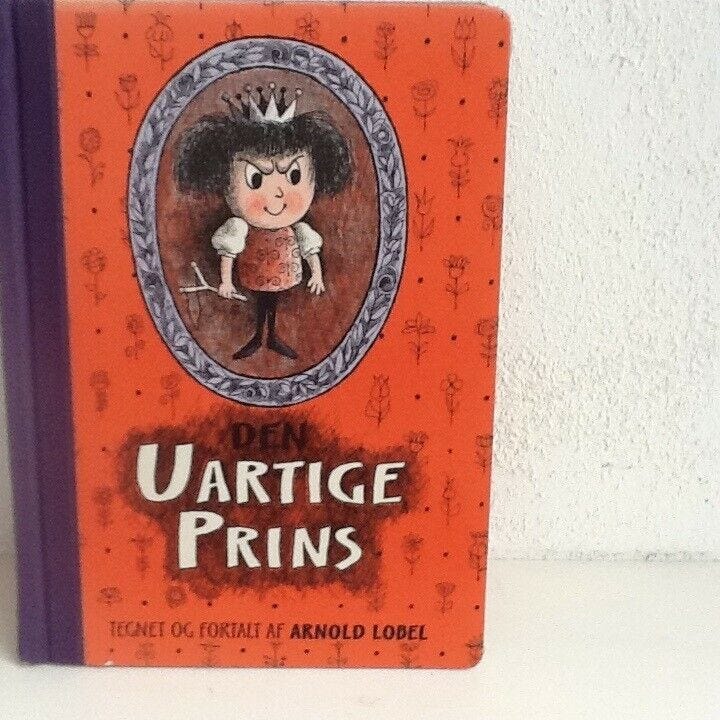 DEN
UARTIGE
PRINS
TEGNET OG FORTALT AF ARNOLD LOBEL